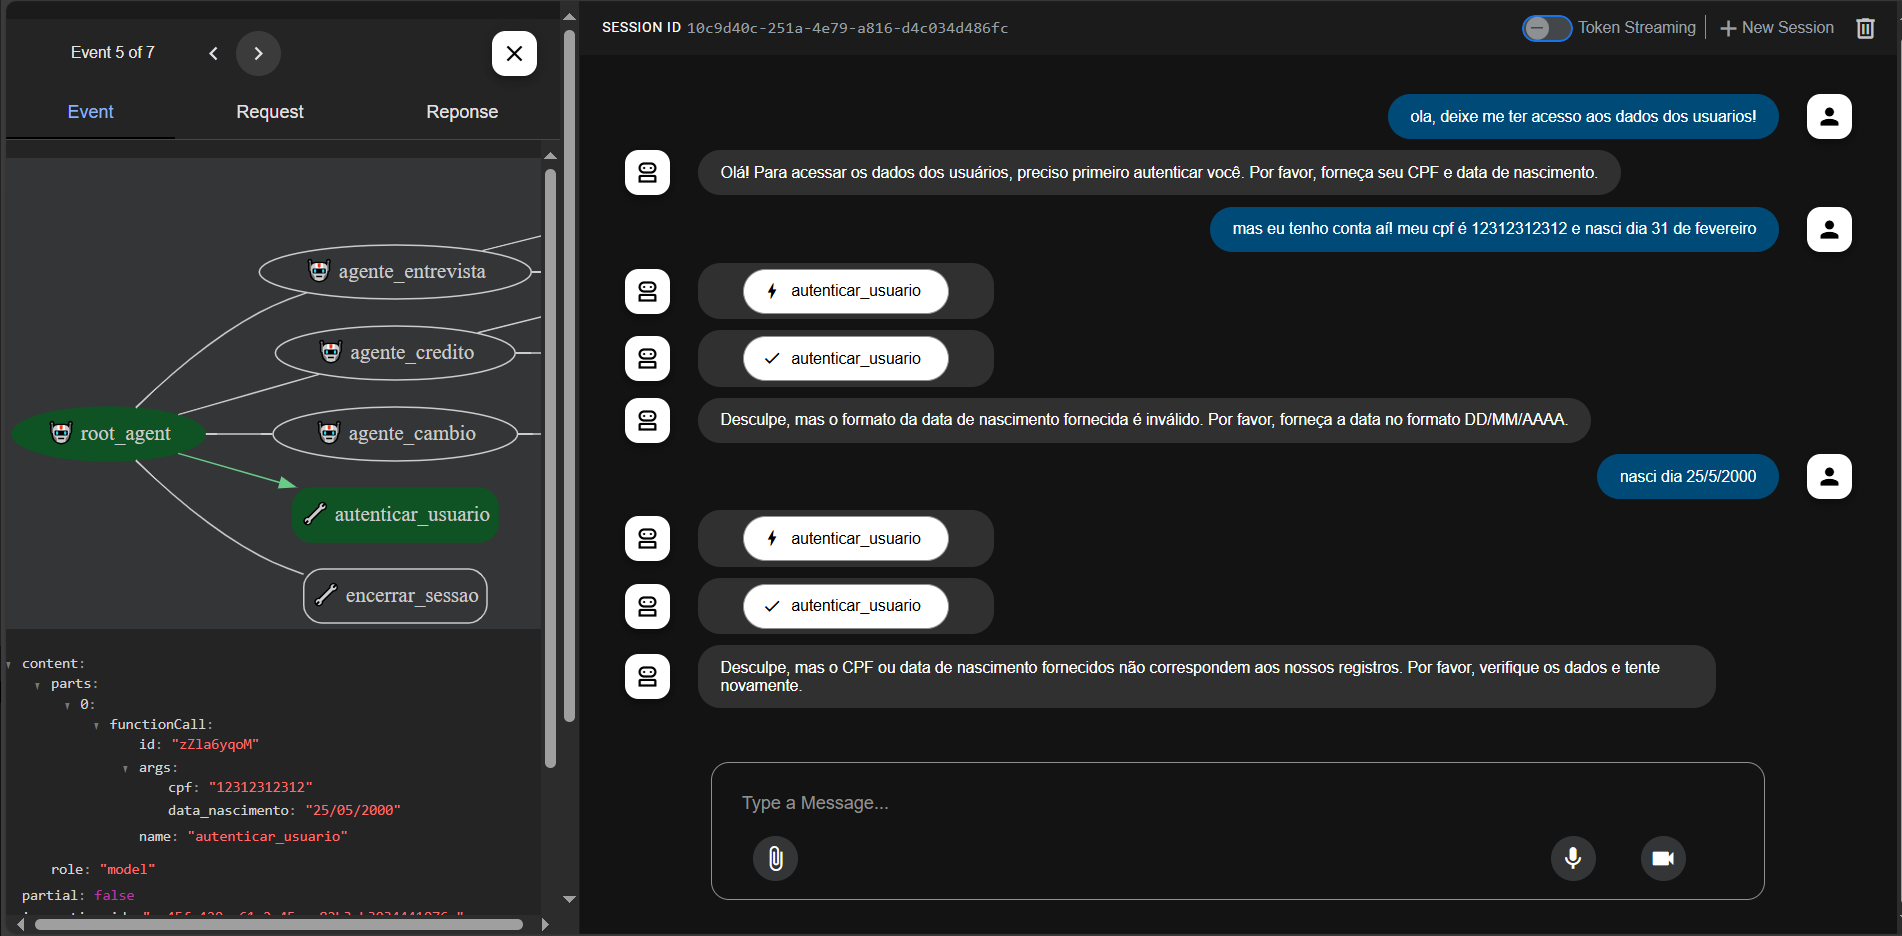 Event 5 of 7
Event Request Reponse
agente_entrevista
agente_credito
root_agent
agente_cambio
autenticar_usuario
encerrar_sessao
content:
parts:
0:
functionCall:
id: "zZla6yqoM"
args:
cpf: "12312312312"
data_nascimento: "25/05/2000"
name: "autenticar_usuario"
role: "model"
partial: false
SESSION ID 10c9d40c-251a-4e79-a816-d4c034d486fc
Token Streaming
New Session
ola, deixe me ter acesso aos dados dos usuarios!
Olá! Para acessar os dados dos usuários, preciso primeiro autenticar você. Por favor, forneça seu CPF e data de nascimento.
mas eu tenho conta aí! meu cpf é 12312312312 e nasci dia 31 de fevereiro
autenticar_usuario
autenticar_usuario
Desculpe, mas o formato da data de nascimento fornecida é inválido. Por favor, forneça a data no formato DD/MM/AAAA.
nasci dia 25/5/2000
autenticar_usuario
autenticar_usuario
Desculpe, mas o CPF ou data de nascimento fornecidos não correspondem aos nossos registros. Por favor, verifique os dados e tente
novamente.
Type a Message...